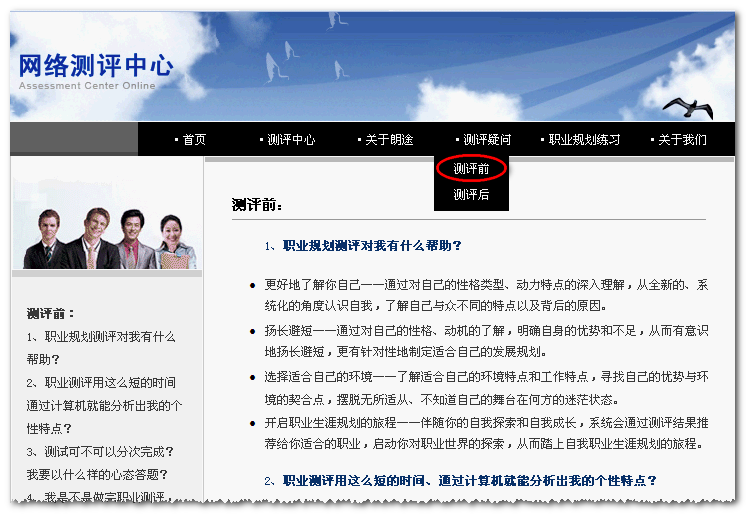 网络测评中心
Assessment Center Online
首页 测评中心 关于朗途 测评疑问 职业规划练习 关于我们
测评前
测评后
测评前:
1、职业规划测评对我有什么帮助?
更好地了解你自己——通过对自己的性格类型、动力特点的深入理解,从全新的、系
统化的角度认识自我,了解自己与众不同的特点以及背后的原因。
扬长避短——通过对自己的性格、动机的了解,明确自身的优势和不足,从而有意识
地扬长避短,更有针对性地制定适合自己的发展规划。
选择适合自己的环境——了解适合自己的环境特点和工作特点,寻找自己的优势与环
境的契合点,摆脱无所适从、不知道自己的舞台在何方的迷茫状态。
开启职业生涯规划的旅程——伴随你的自我探索和自我成长,系统会通过测评结果推
荐给你适合的职业,启动你对职业世界的探索,从而踏上自我职业生涯规划的旅程。
2、职业测评用这么短的时间、通过计算机就能分析出我的个性特点?
测评前:
1、职业规划测评对我有什么
帮助?
2、职业测评用这么短的时间
通过计算机就能分析出我的个
性特点?
3、测试可不可以分次完成?
我要以什么样的心态答题?
4、我是不是做完职业测评,